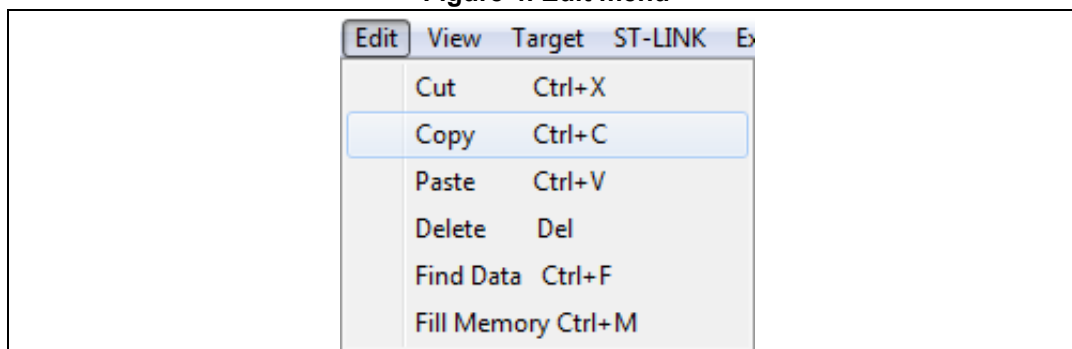 Edit View Target ST-LINK
Cut Ctrl+X
Copy Ctrl+C
Paste Ctrl+V
Delete Del
Find Data Ctrl+F
Fill Memory Ctrl+M